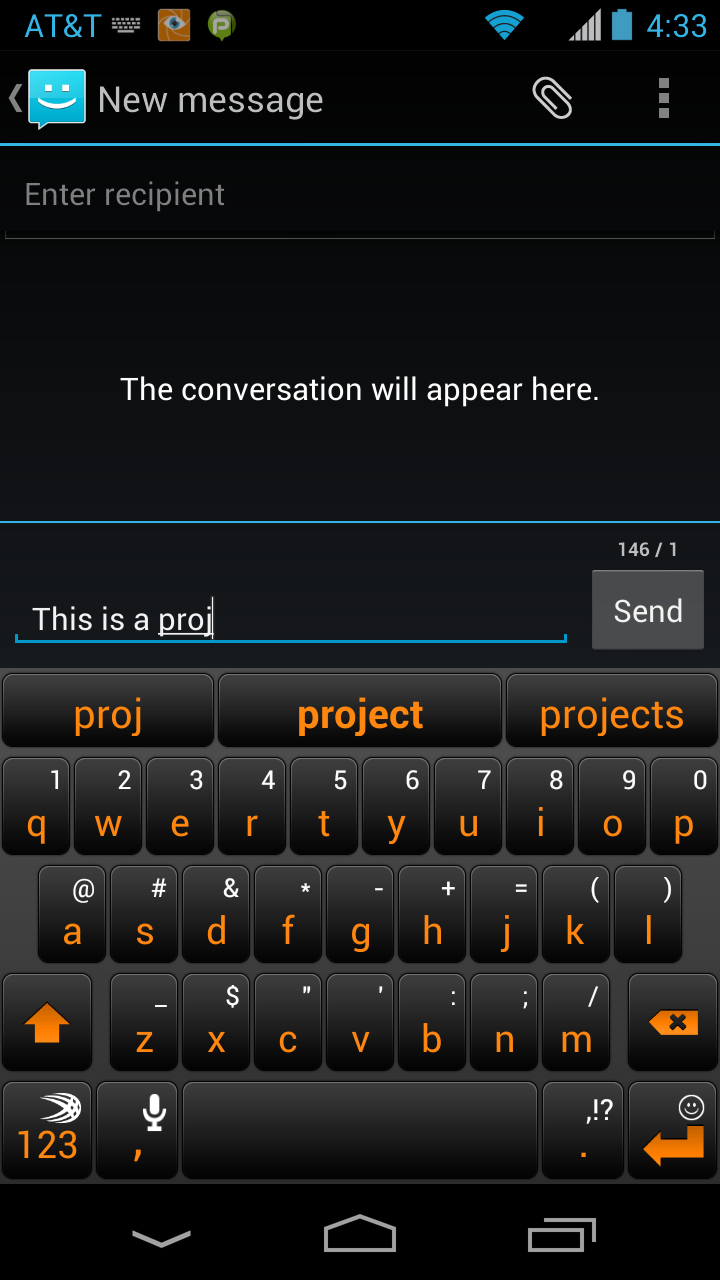 AT&T 4:33
New message
Enter recipient
The conversation will appear here.
146 / 1
This is a proj
Send
proj project projects
1 2 3 4 5 6 7 8 9 0
q w e r t y u i o p
@ # & * - + = ( )
a s d f g h j k l
_ $ " ' : ; /
z x c v b n m
,!?
123 , .